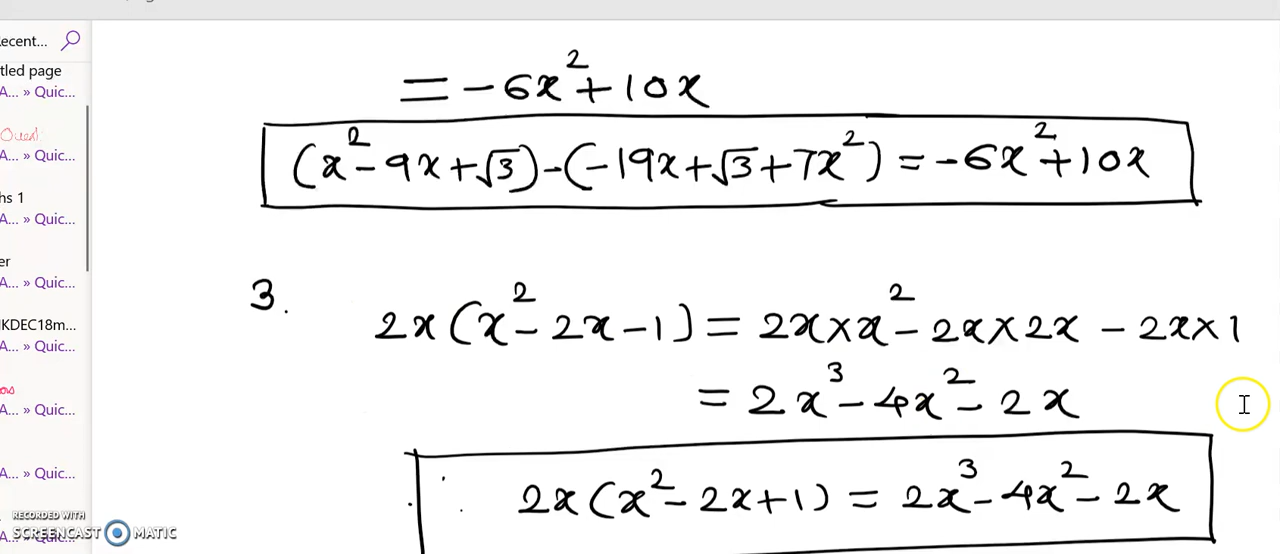 ecent...
tled page
A... » Quic...
A... » Quic...
hs 1
A... » Quic...
er
A... » Quic...
KDEC18m...
A... » Quic...
A... » Quic...
A... » Quic...
A... » Quic...
RECORDED WITH
SCREENCAST MATIC
= -6x² + 10x
(x² - 9x + √3) - (-19x + √3 + 7x²) = -6x² + 10x
3.
2x(x² - 2x - 1) = 2x × x² - 2x × 2x - 2x × 1
= 2x³ - 4x² - 2x
2x(x² - 2x + 1) = 2x³ - 4x² - 2x